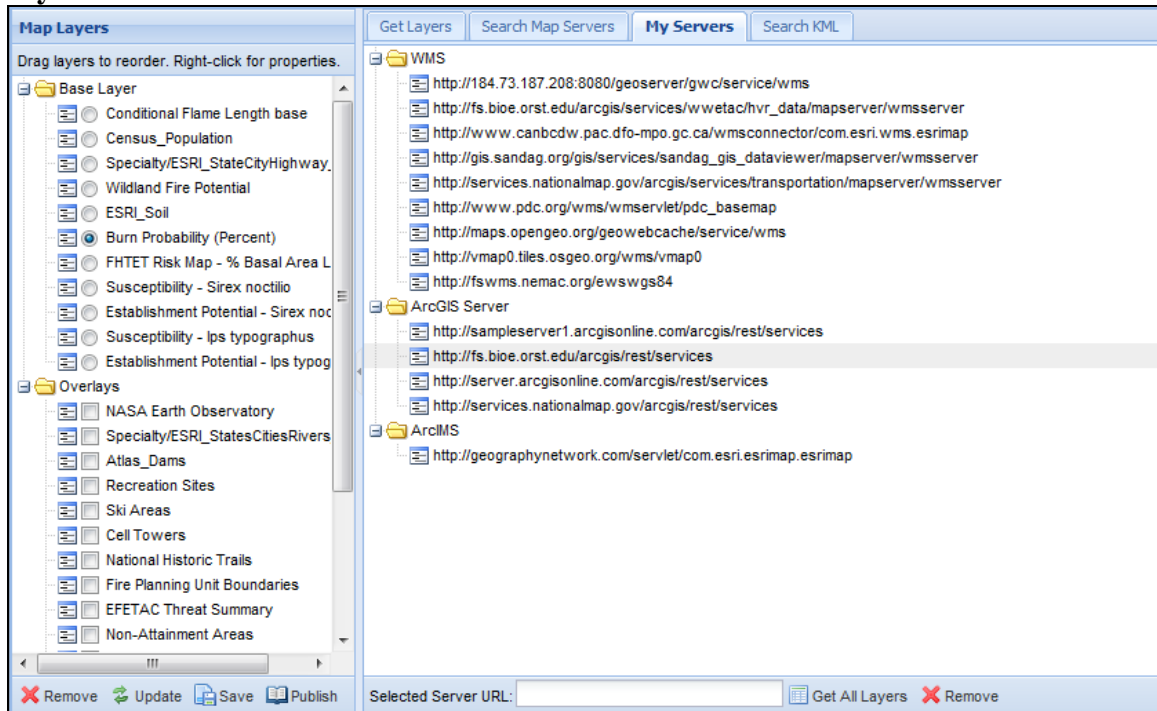 Map Layers
Drag layers to reorder. Right-click for properties.
Base Layer
Conditional Flame Length base
Census_Population
Specialty/ESRI_StateCityHighway_
Wildland Fire Potential
ESRI_Soil
Burn Probability (Percent)
FHTET Risk Map - % Basal Area L
Susceptibility - Sirex noctilio
Establishment Potential - Sirex noc
Susceptibility - Ips typographus
Establishment Potential - Ips typog
Overlays
NASA Earth Observatory
Specialty/ESRI_StatesCitiesRivers
Atlas_Dams
Recreation Sites
Ski Areas
Cell Towers
National Historic Trails
Fire Planning Unit Boundaries
EFETAC Threat Summary
Non-Attainment Areas
Remove Update Save Publish
Get Layers Search Map Servers My Servers Search KML
WMS
http://184.73.187.208:8080/geoserver/gwc/service/wms
http://fs.bioe.orst.edu/arcgis/services/wwetac/hvr_data/mapserver/wmsserver
http://www.canbcdw.pac.dfo-mpo.gc.ca/wmsconnector/com.esri.wms.esrimap
http://gis.sandag.org/gis/services/sandag_gis_dataviewer/mapserver/wmsserver
http://services.nationalmap.gov/arcgis/services/transportation/mapserver/wmsserver
http://www.pdc.org/wms/wmservlet/pdc_basemap
http://maps.opengeo.org/geowebcache/service/wms
http://vmap0.tiles.osgeo.org/wms/vmap0
http://fswms.nemac.org/ewswgs84
ArcGIS Server
http://sampleserver1.arcgisonline.com/arcgis/rest/services
http://fs.bioe.orst.edu/arcgis/rest/services
http://server.arcgisonline.com/arcgis/rest/services
http://services.nationalmap.gov/arcgis/rest/services
ArcIMS
http://geographynetwork.com/servlet/com.esri.esrimap.esrimap
Selected Server URL: Get All Layers Remove